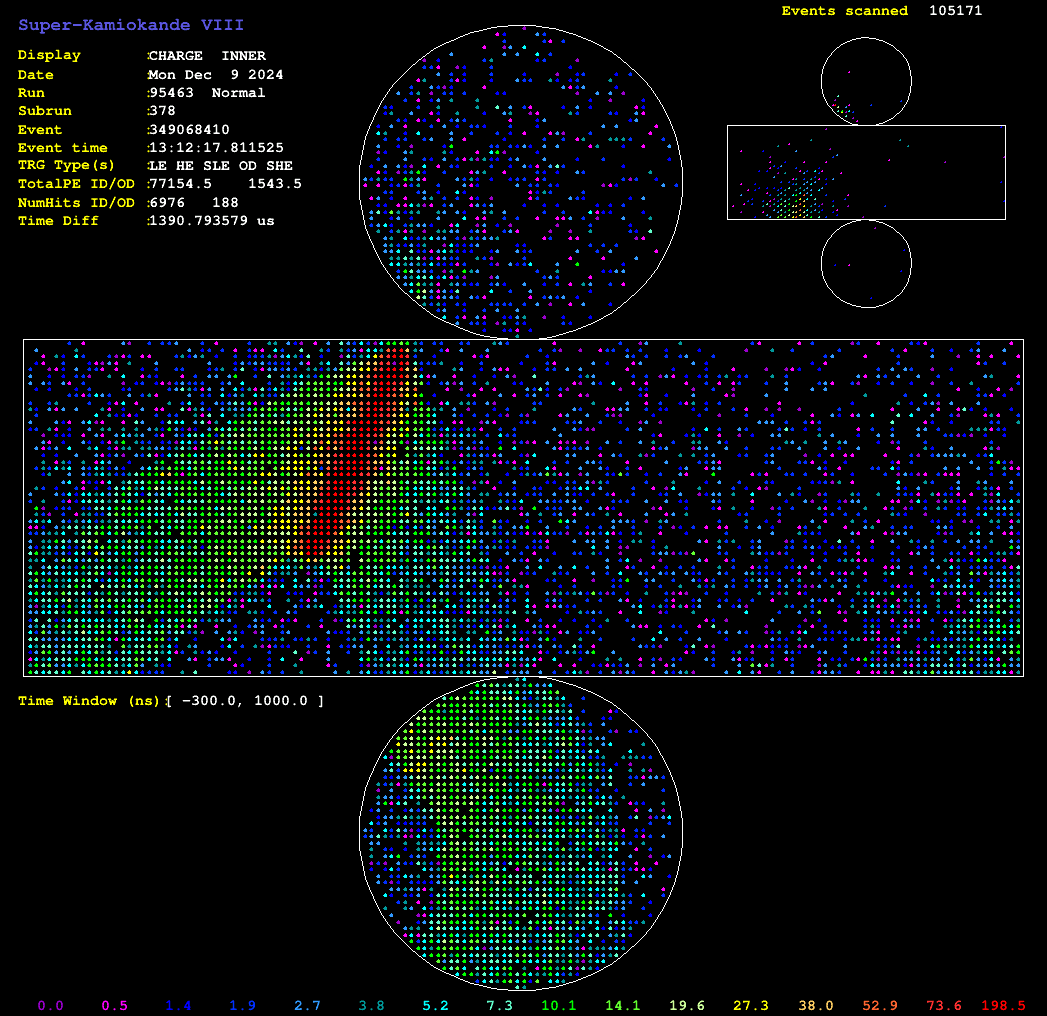 Super-Kamiokande VIII
Events scanned 105171
Display :CHARGE INNER
Date :Mon Dec 9 2024
Run :95463 Normal
Subrun :378
Event :349068410
Event time :13:12:17.811525
TRG Type(s) :LE HE SLE OD SHE
TotalPE ID/OD :77154.5 1543.5
NumHits ID/OD :6976 188
Time Diff :1390.793579 us
Time Window (ns):[ -300.0, 1000.0 ]
0.0 0.5 1.4 1.9 2.7 3.8 5.2 7.3 10.1 14.1 19.6 27.3 38.0 52.9 73.6 198.5